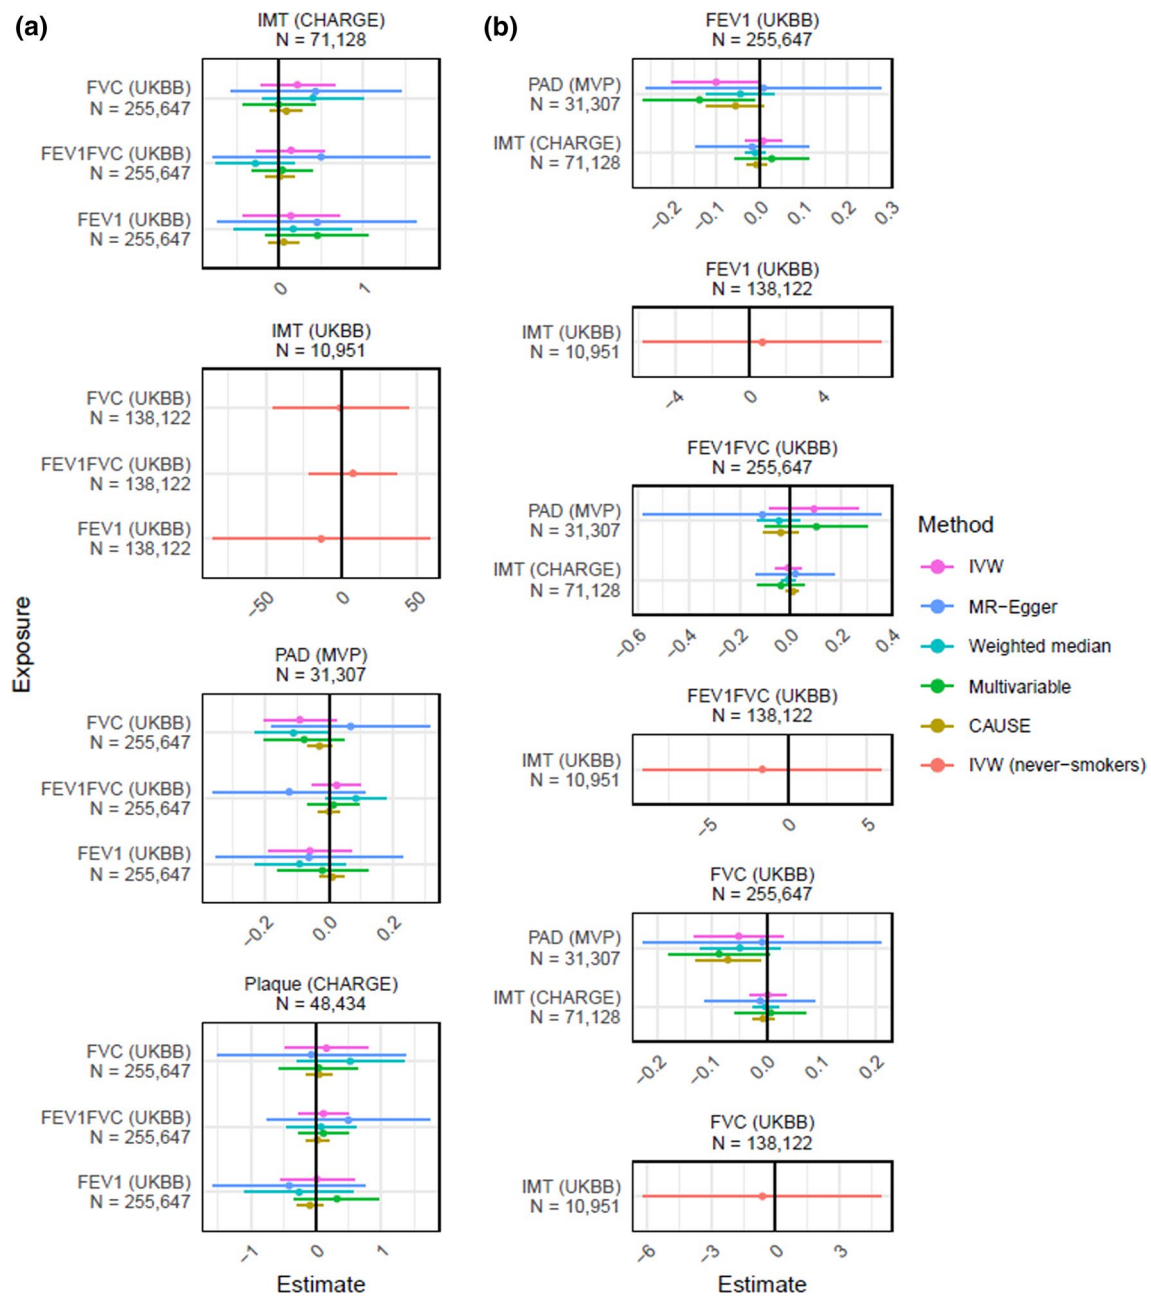 (a)
IMT (CHARGE)
N = 71,128
FVC (UKBB)
N = 255,647
FEV1FVC (UKBB)
N = 255,647
FEV1 (UKBB)
N = 255,647
0 1
IMT (UKBB)
N = 10,951
FVC (UKBB)
N = 138,122
FEV1FVC (UKBB)
N = 138,122
FEV1 (UKBB)
N = 138,122
−50 0 50
Exposure
PAD (MVP)
N = 31,307
FVC (UKBB)
N = 255,647
FEV1FVC (UKBB)
N = 255,647
FEV1 (UKBB)
N = 255,647
−0.2 0.0 0.2
Plaque (CHARGE)
N = 48,434
FVC (UKBB)
N = 255,647
FEV1FVC (UKBB)
N = 255,647
FEV1 (UKBB)
N = 255,647
−1 0 1
Estimate
(b)
FEV1 (UKBB)
N = 255,647
PAD (MVP)
N = 31,307
IMT (CHARGE)
N = 71,128
−0.2 −0.1 0.0 0.1 0.2 0.3
FEV1 (UKBB)
N = 138,122
IMT (UKBB)
N = 10,951
−4 0 4
FEV1FVC (UKBB)
N = 255,647
PAD (MVP)
N = 31,307
IMT (CHARGE)
N = 71,128
−0.6 −0.4 −0.2 0.0 0.2 0.4
FEV1FVC (UKBB)
N = 138,122
IMT (UKBB)
N = 10,951
−5 0 5
FVC (UKBB)
N = 255,647
PAD (MVP)
N = 31,307
IMT (CHARGE)
N = 71,128
−0.2 −0.1 0.0 0.1 0.2
FVC (UKBB)
N = 138,122
IMT (UKBB)
N = 10,951
−6 −3 0 3
Estimate
Method
IVW
MR−Egger
Weighted median
Multivariable
CAUSE
IVW (never−smokers)